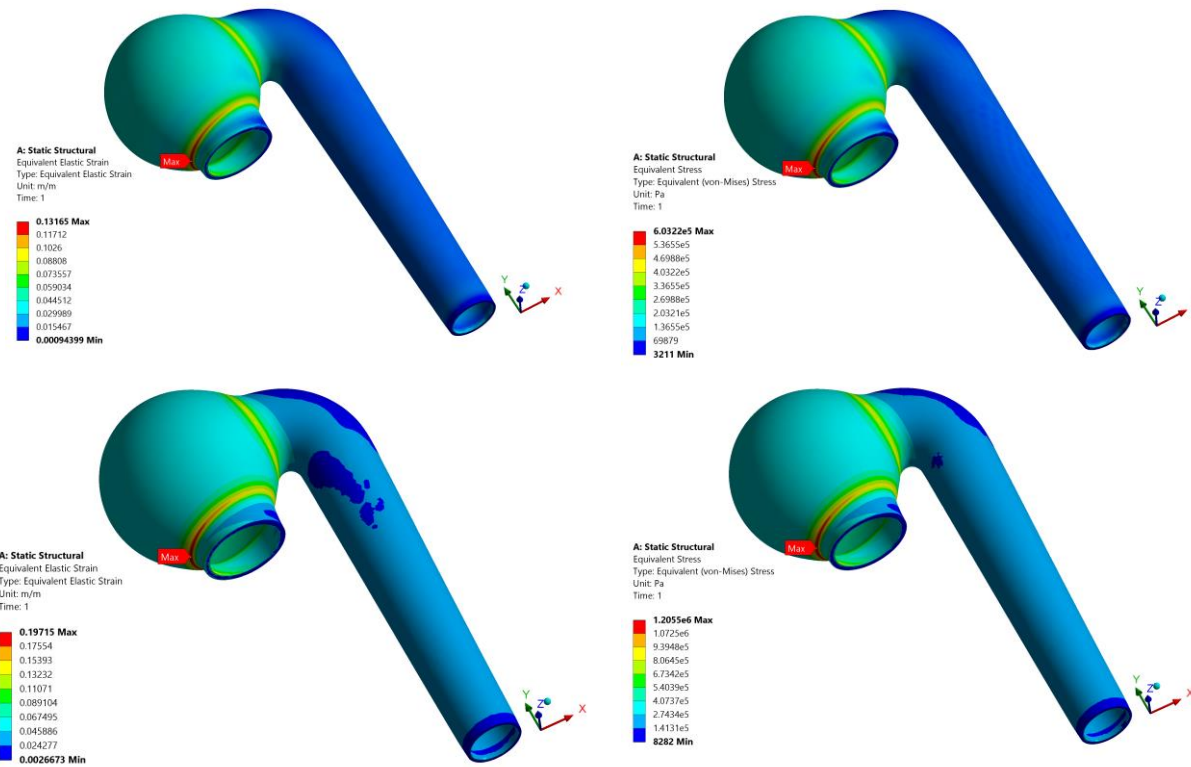 Max
A: Static Structural
Equivalent Elastic Strain
Type: Equivalent Elastic Strain
Unit: m/m
Time: 1
0.13165 Max
0.11712
0.1026
0.08808
0.073557
0.059034
0.044512
0.029989
0.015467
0.00094399 Min
Y
Z
X
Max
A: Static Structural
Equivalent Stress
Type: Equivalent (von-Mises) Stress
Unit: Pa
Time: 1
6.0322e5 Max
5.3655e5
4.6988e5
4.0322e5
3.3655e5
2.6988e5
2.0321e5
1.3655e5
69879
3211 Min
Y
Z
Max
A: Static Structural
Equivalent Elastic Strain
Type: Equivalent Elastic Strain
Unit: m/m
Time: 1
0.19715 Max
0.17554
0.15393
0.13232
0.11071
0.089104
0.067495
0.045886
0.024277
0.0026673 Min
Y
Z
X
Max
A: Static Structural
Equivalent Stress
Type: Equivalent (von-Mises) Stress
Unit: Pa
Time: 1
1.2055e6 Max
1.0725e6
9.3948e5
8.0645e5
6.7342e5
5.4039e5
4.0737e5
2.7434e5
1.4131e5
8282 Min
Y
Z
X